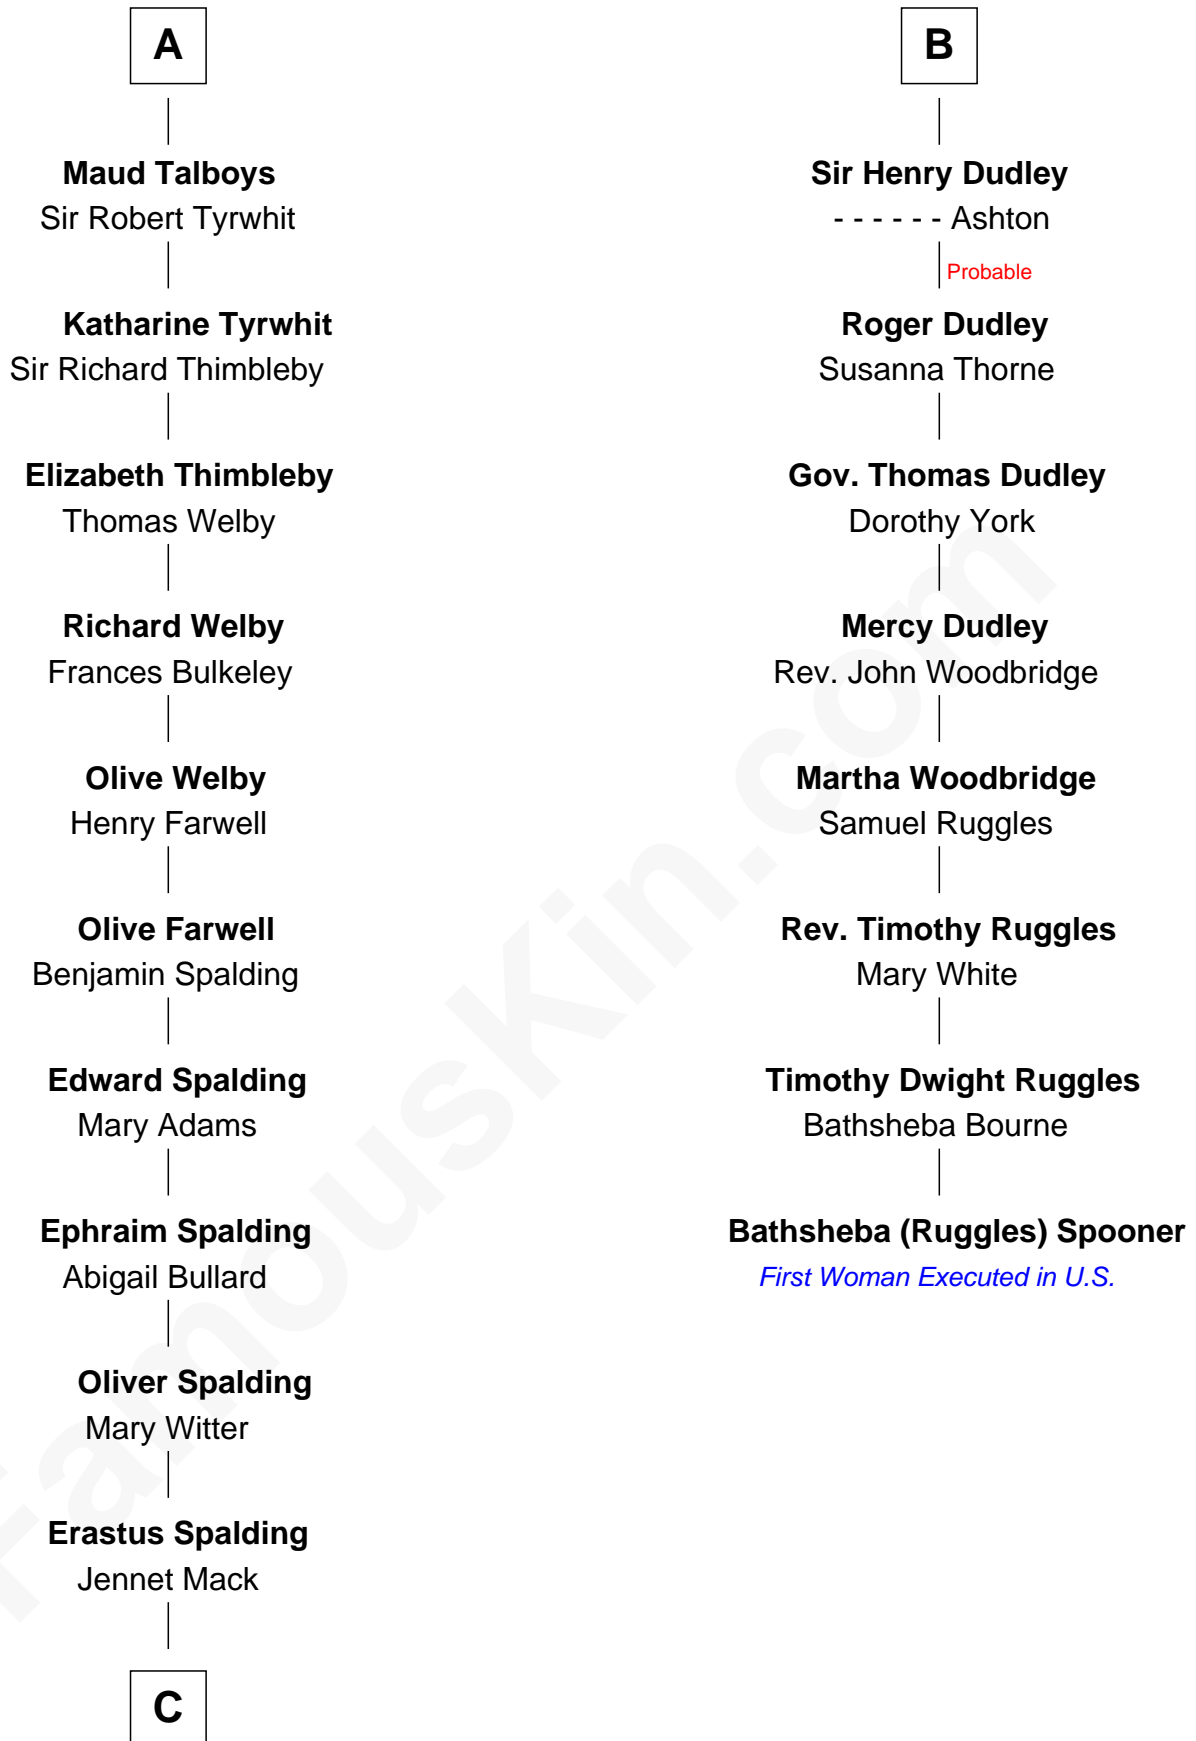 A
Maud Talboys
Sir Robert Tyrwhit
Katharine Tyrwhit
Sir Richard Thimbleby
Elizabeth Thimbleby
Thomas Welby
Richard Welby
Frances Bulkeley
Olive Welby
Henry Farwell
Olive Farwell
Benjamin Spalding
Edward Spalding
Mary Adams
Ephraim Spalding
Abigail Bullard
Oliver Spalding
Mary Witter
Erastus Spalding
Jennet Mack
C
B
Sir Henry Dudley
- - - - - - Ashton
Probable
Roger Dudley
Susanna Thorne
Gov. Thomas Dudley
Dorothy York
Mercy Dudley
Rev. John Woodbridge
Martha Woodbridge
Samuel Ruggles
Rev. Timothy Ruggles
Mary White
Timothy Dwight Ruggles
Bathsheba Bourne
Bathsheba (Ruggles) Spooner
First Woman Executed in U.S.
FamousKin.com